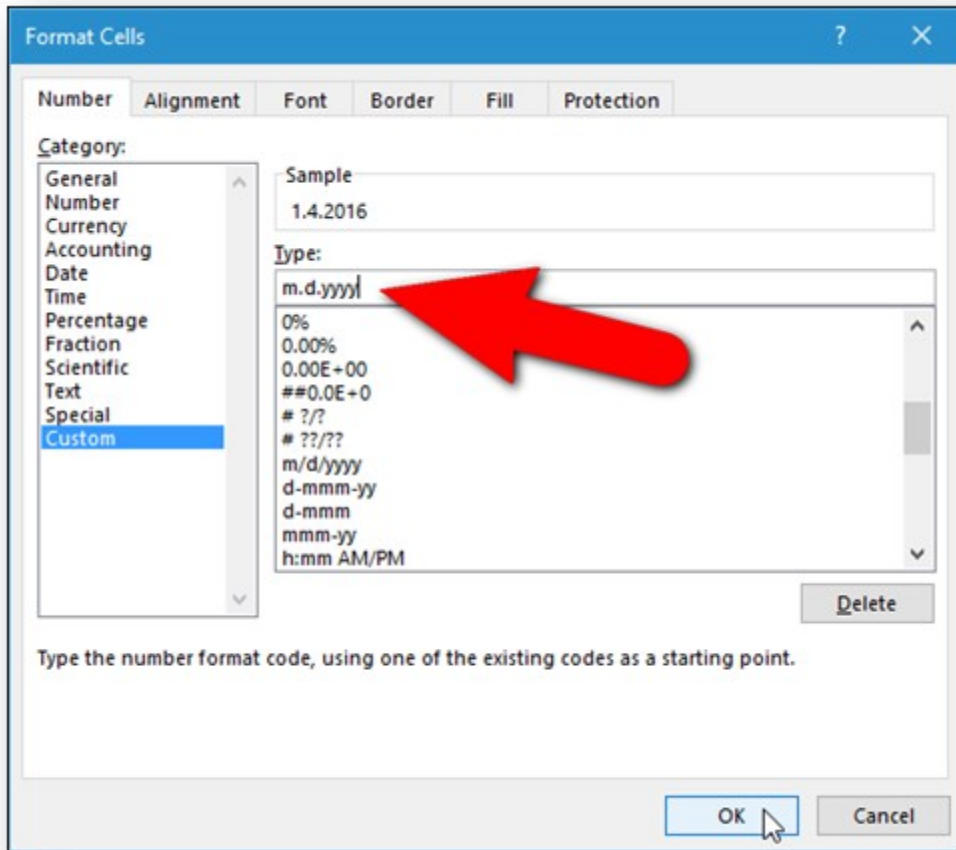 Format Cells
Number Alignment Font Border Fill Protection
Category:
General
Number
Currency
Accounting
Date
Time
Percentage
Fraction
Scientific
Text
Special
Custom
Sample
1.4.2016
Type:
m.d.yyyy
0%
0.00%
0.00E+00
##0.0E+0
# ?/?
# ??/??
m/d/yyyy
d-mmm-yy
d-mmm
mmm-yy
h:mm AM/PM
Delete
Type the number format code, using one of the existing codes as a starting point.
OK Cancel